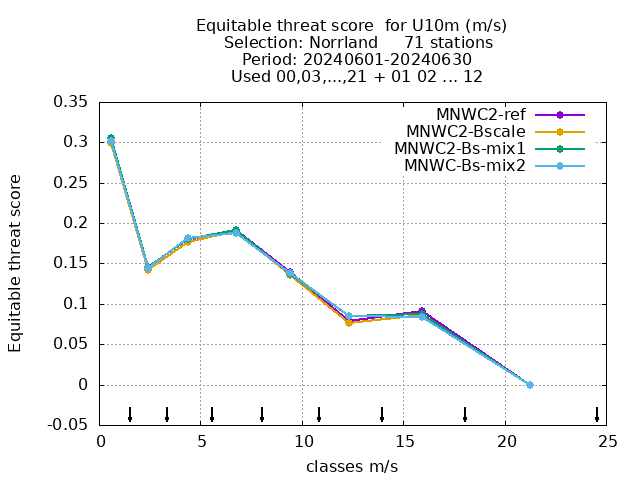 Equitable threat score  for U10m (m/s)
Selection: Norrland     71 stations
Period: 20240601-20240630
Used 00,03,...,21 + 01 02 ... 12
MNWC2-ref
MNWC2-Bscale
MNWC2-Bs-mix1
MNWC-Bs-mix2
Equitable threat score
0.35
0.3
0.25
0.2
0.15
0.1
0.05
0
-0.05
0 5 10 15 20 25
classes m/s